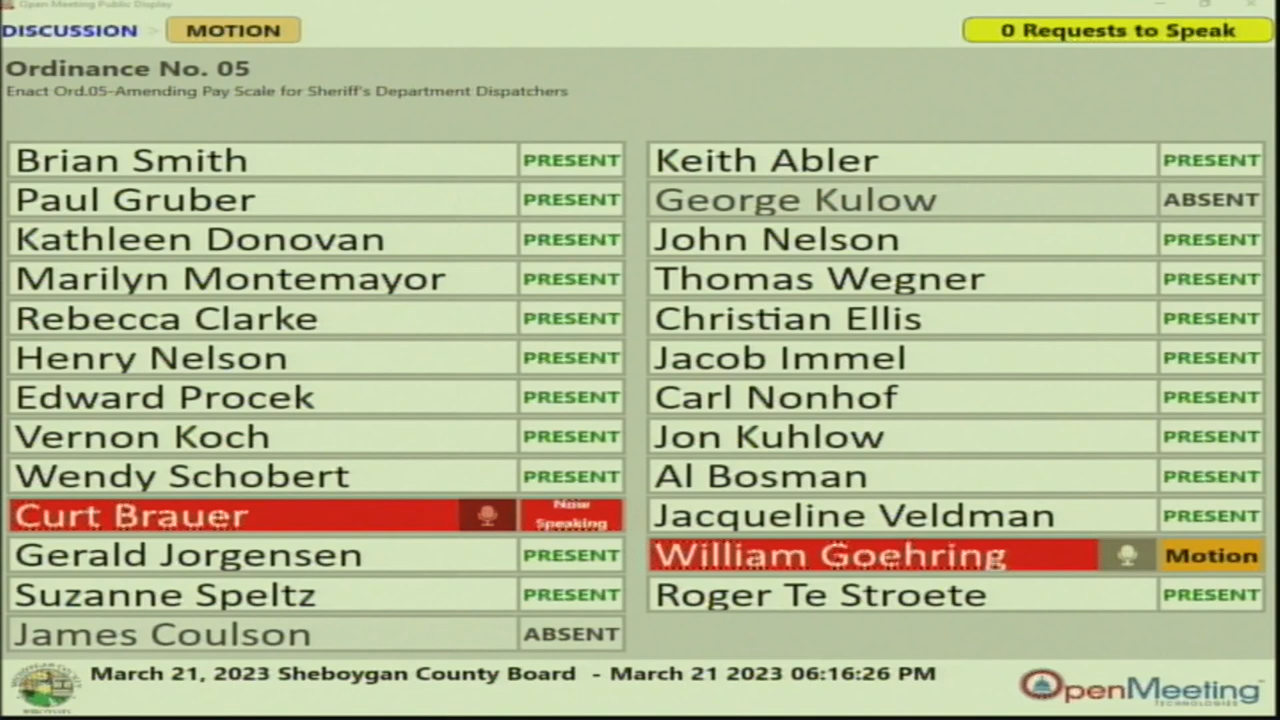 Open Meeting Public Display
DISCUSSION > MOTION
0 Requests to Speak
Ordinance No. 05
Enact Ord.05-Amending Pay Scale for Sheriff's Department Dispatchers
Brian Smith PRESENT
Paul Gruber PRESENT
Kathleen Donovan PRESENT
Marilyn Montemayor PRESENT
Rebecca Clarke PRESENT
Henry Nelson PRESENT
Edward Procek PRESENT
Vernon Koch PRESENT
Wendy Schobert PRESENT
Curt Brauer Now Speaking
Gerald Jorgensen PRESENT
Suzanne Speltz PRESENT
James Coulson ABSENT
Keith Abler PRESENT
George Kulow ABSENT
John Nelson PRESENT
Thomas Wegner PRESENT
Christian Ellis PRESENT
Jacob Immel PRESENT
Carl Nonhof PRESENT
Jon Kuhlow PRESENT
Al Bosman PRESENT
Jacqueline Veldman PRESENT
William Goehring Motion
Roger Te Stroete PRESENT
March 21, 2023 Sheboygan County Board - March 21 2023 06:16:26 PM
OpenMeeting
TECHNOLOGIES